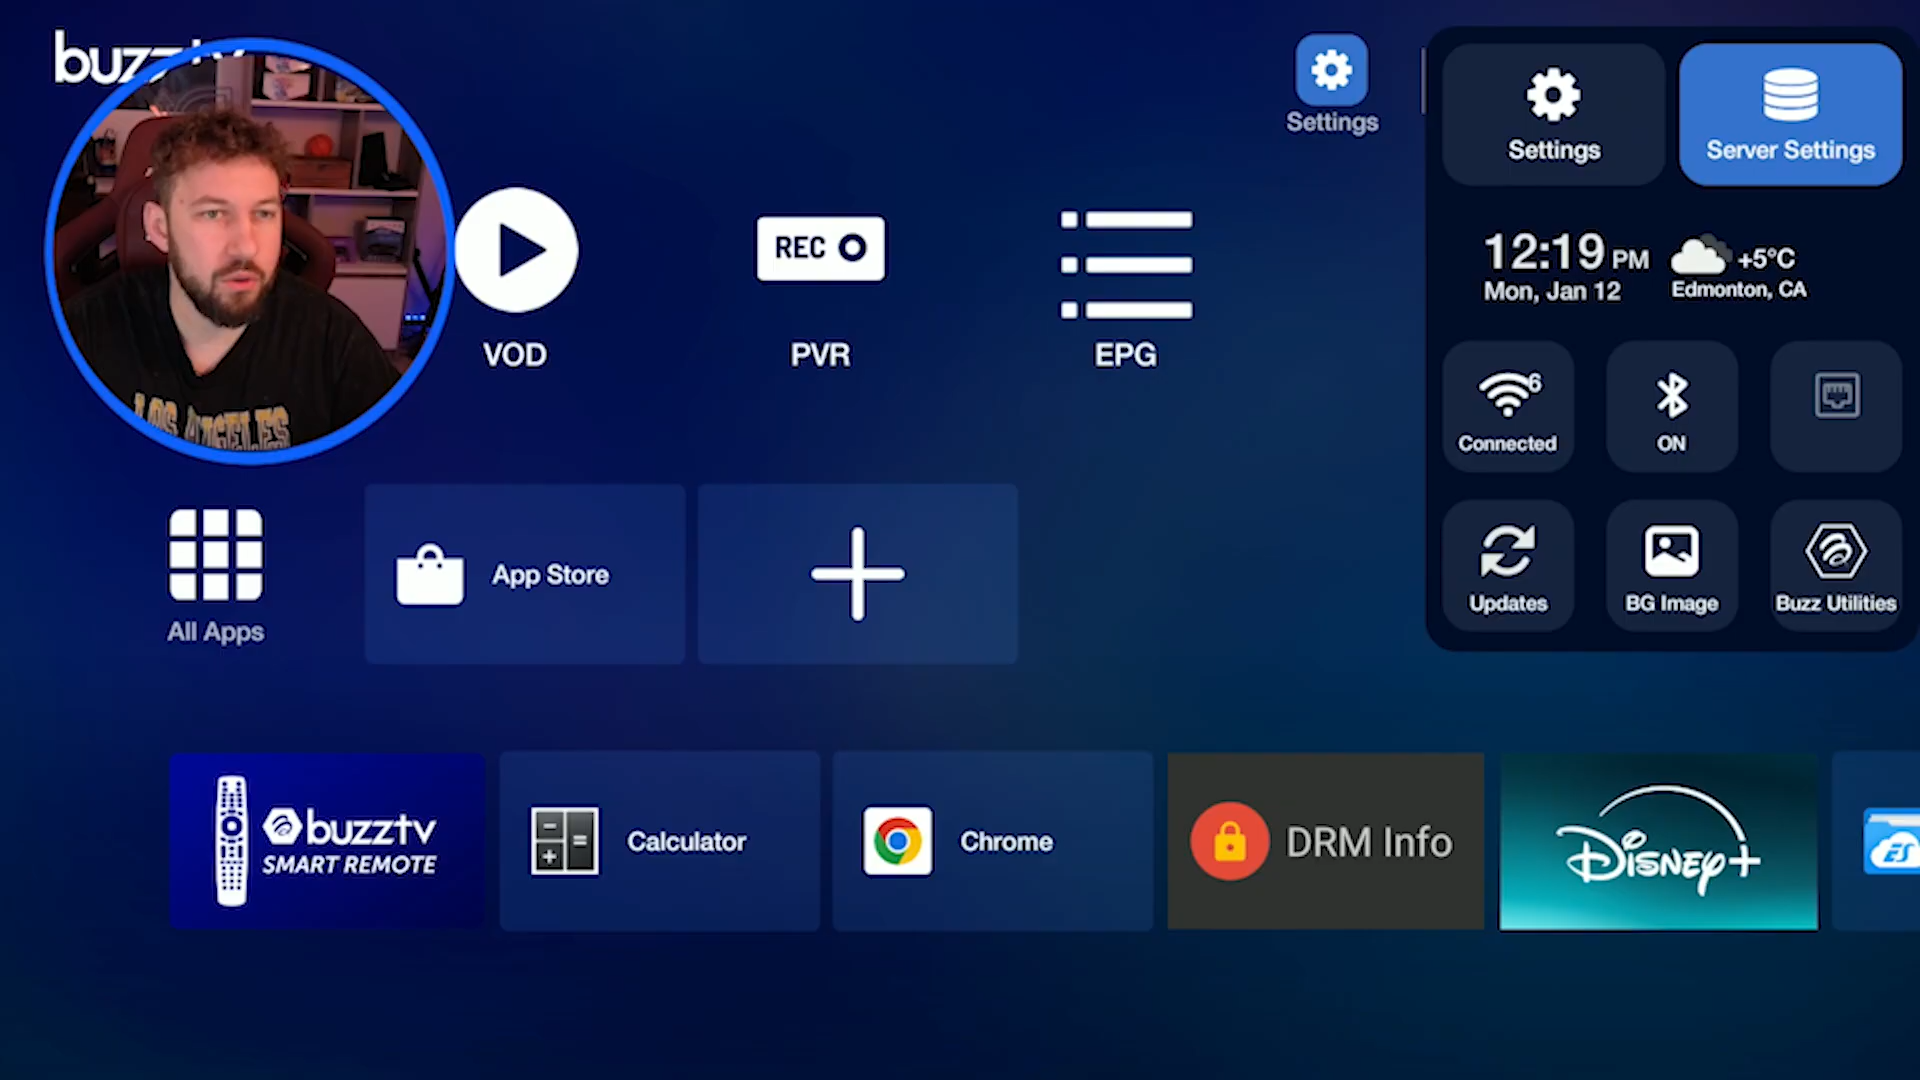 buzztv
Settings
Settings
Server Settings
12:19 PM
Mon, Jan 12
+5°C
Edmonton, CA
VOD
REC
PVR
EPG
6
Connected
ON
LOS ANGELES
All Apps
App Store
Updates
BG Image
Buzz Utilities
buzztv
SMART REMOTE
Calculator
Chrome
DRM Info
Disney+
ES